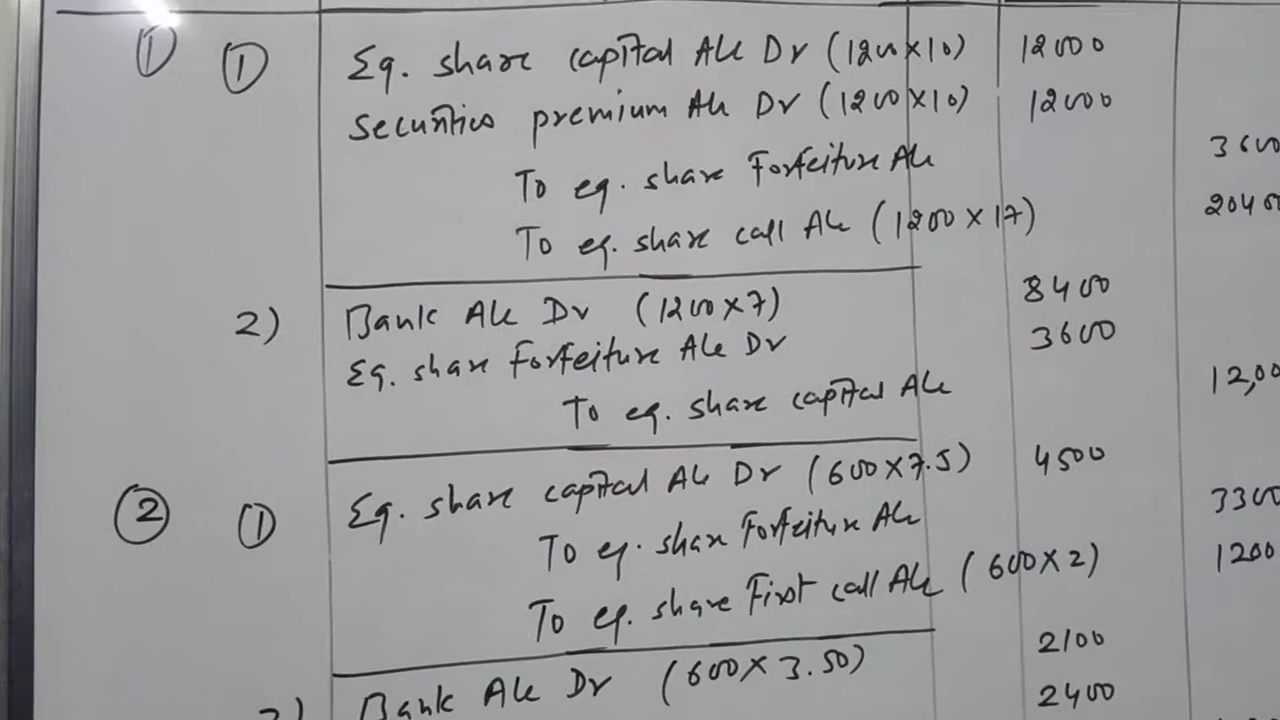 ① ① Eq. share capital A/c Dr (1200×10) 12000
Securities premium A/c Dr (1200×10) 12000
To eq. share Forfeiture A/c 3600
To eq. share call A/c (1200×17) 20400
2) Bank A/c Dr (1200×7) 8400
Eq. share Forfeiture A/c Dr 3600
To eq. share capital A/c 12,00
② ① Eq. share capital A/c Dr (600×7.5) 4500
To eq. share Forfeiture A/c 3300
To eq. share First call A/c (600×2) 1200
2) Bank A/c Dr (600×3.50) 2100
2400